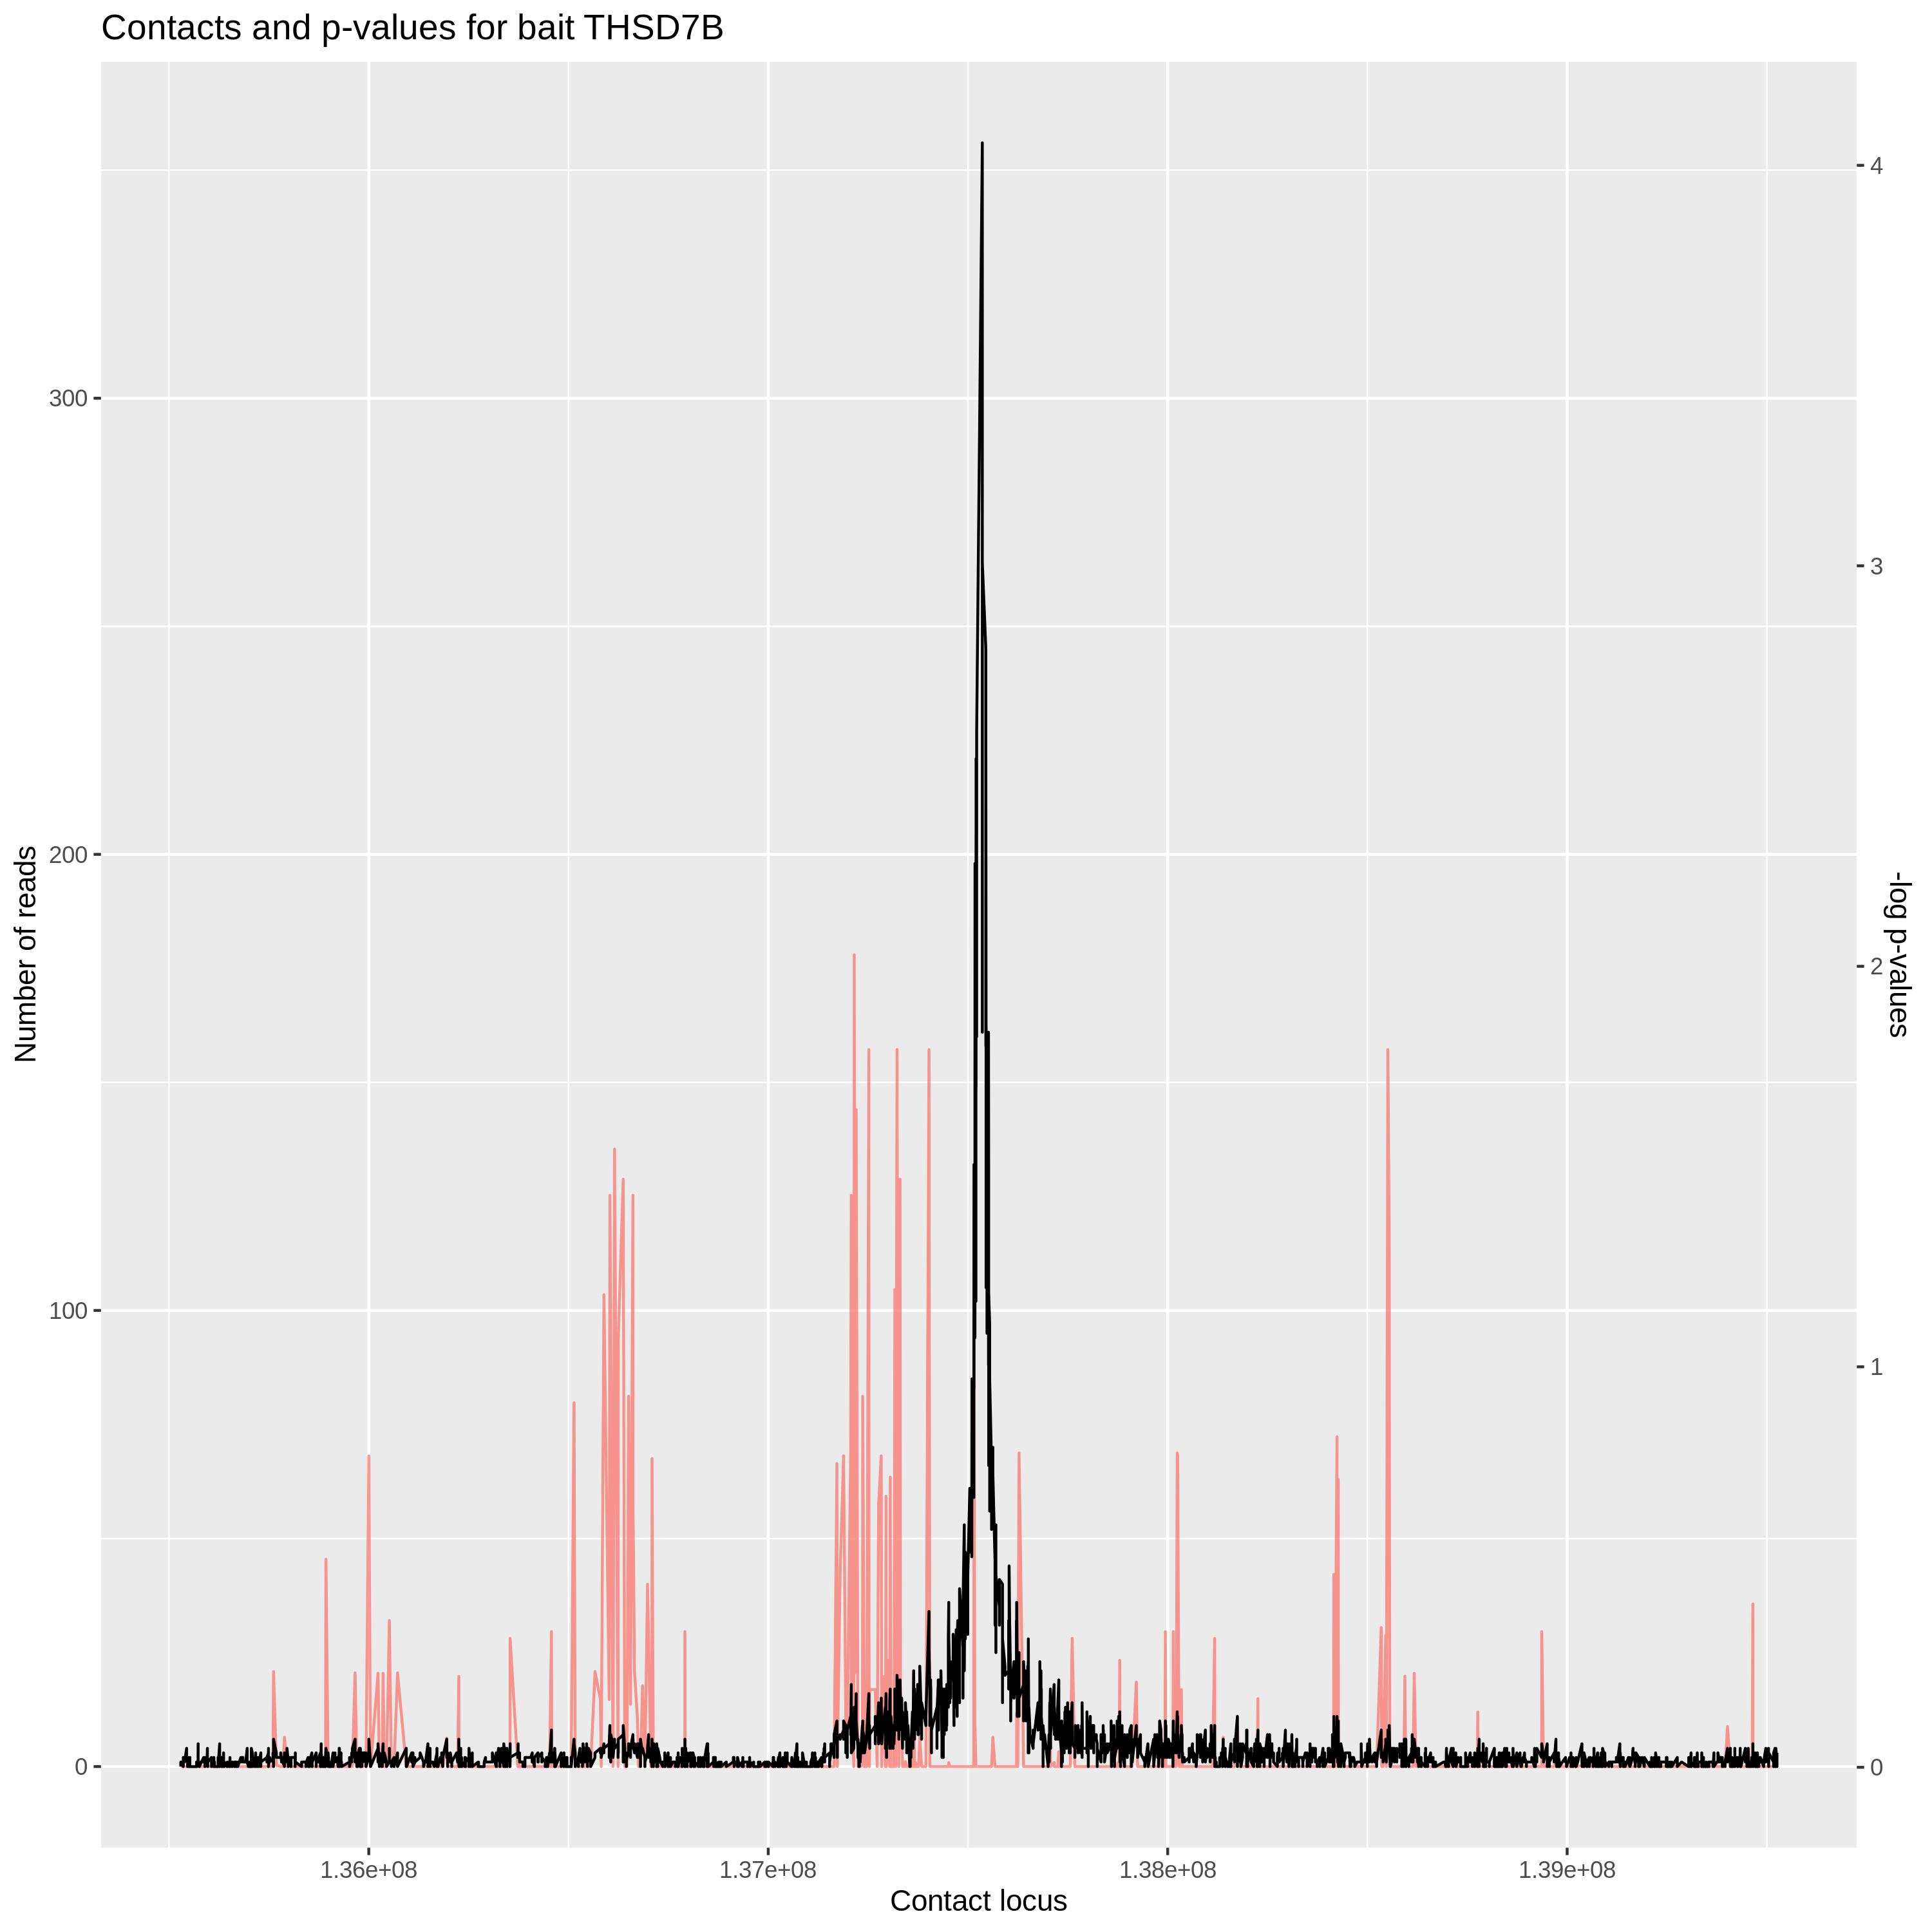 Contacts and p-values for bait THSD7B
Number of reads
300
200
100
0
4
3
2
1
0
-log p-values
1.36e+08
1.37e+08
1.38e+08
1.39e+08
Contact locus